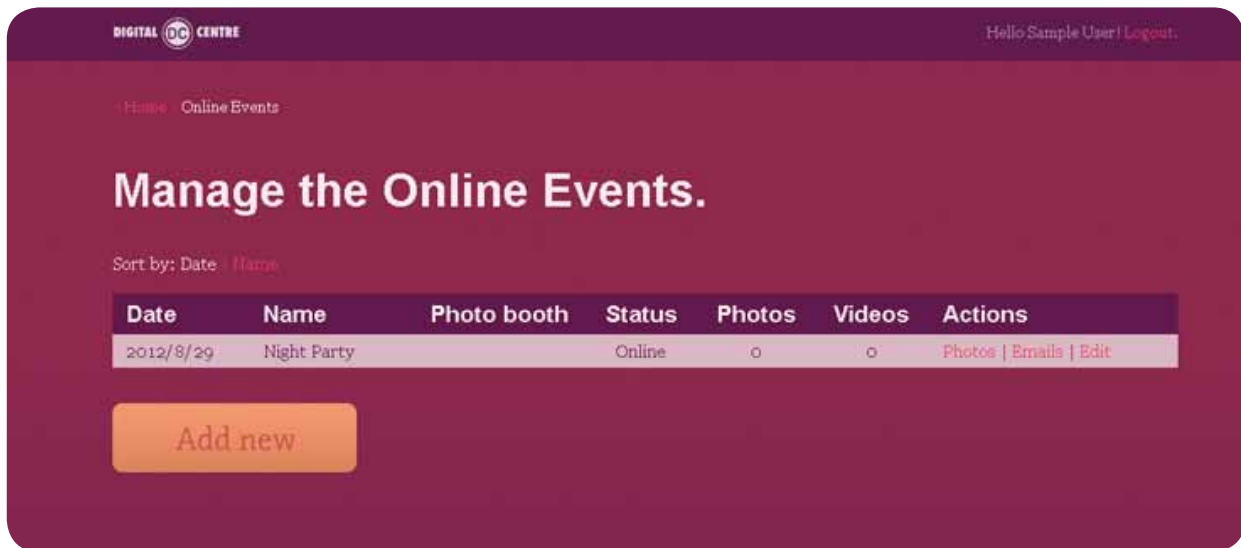 DIGITAL DC CENTRE
Hello Sample User! Logout.
‹ Home › Online Events
Manage the Online Events.
Sort by: Date › Name
Date Name Photo booth Status Photos Videos Actions
2012/8/29 Night Party Online 0 0 Photos | Emails | Edit
Add new